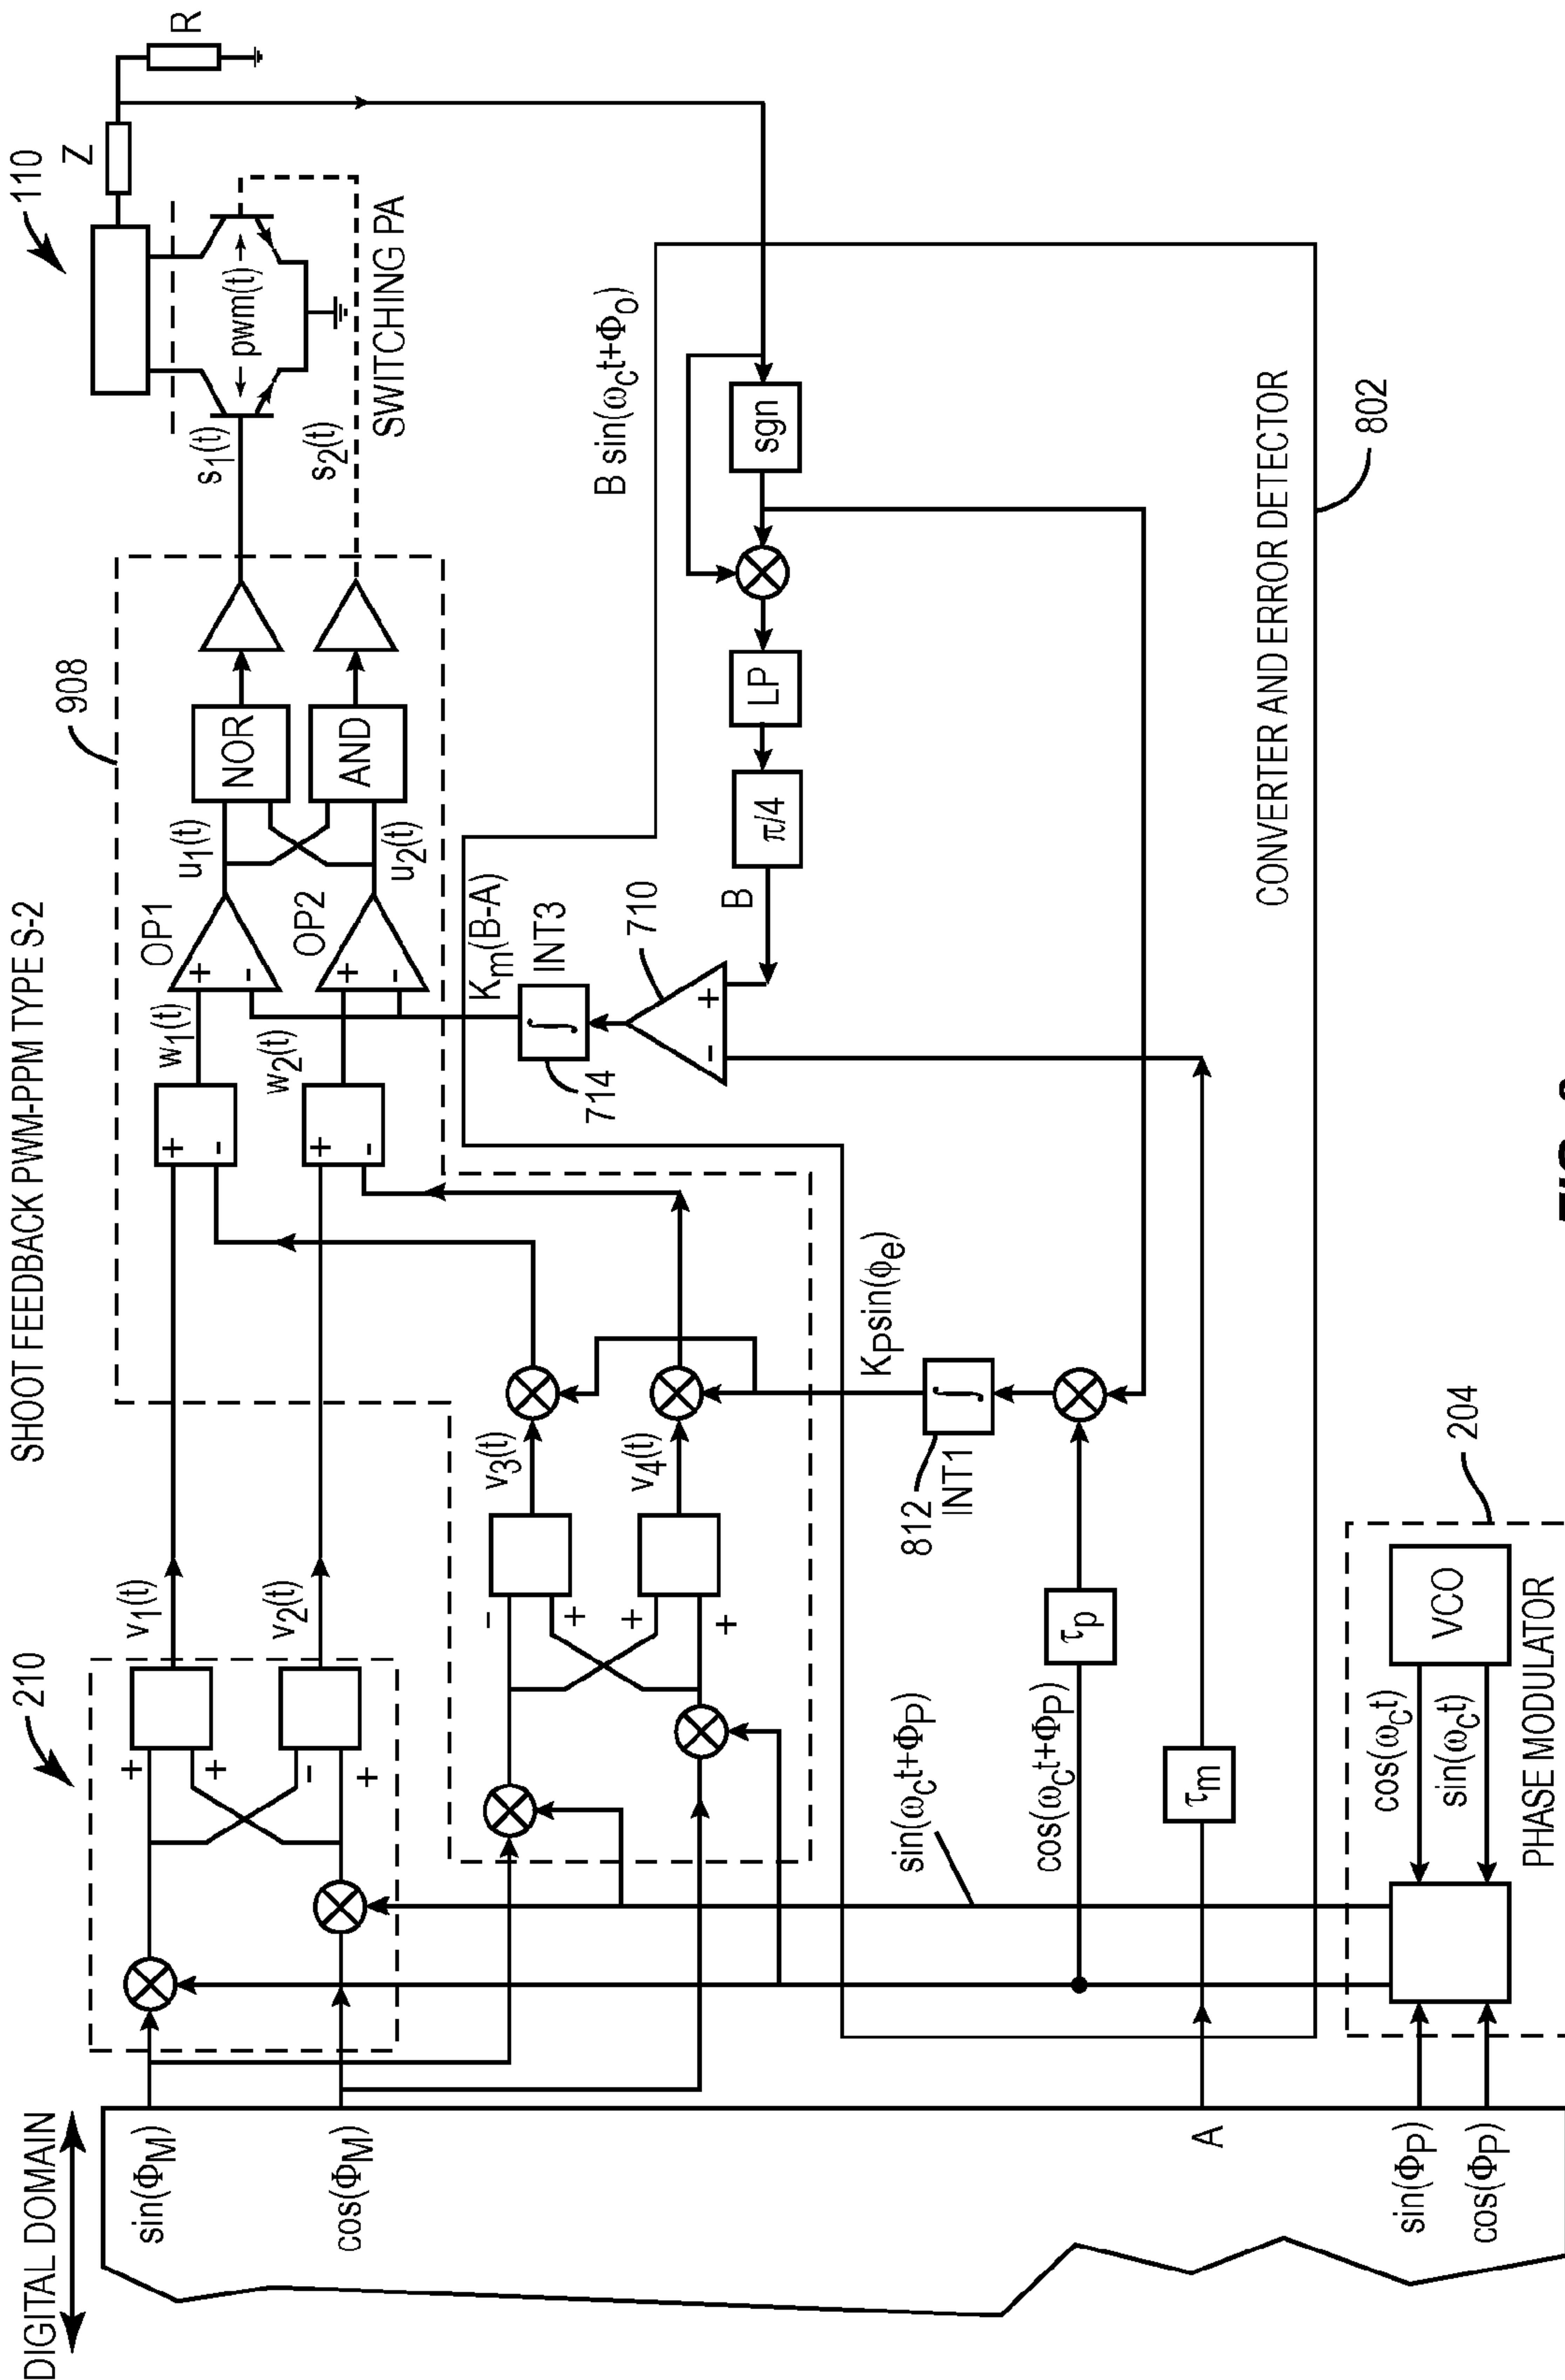 SHOOT FEEDBACK PWM-PPM TYPE S-2
DIGITAL DOMAIN
210
908
110
sin(ΦM)
cos(ΦM)
v1(t)
v2(t)
+
+
-
+
v3(t)
v4(t)
-
+
+
+
w1(t)
w2(t)
+
-
+
-
OP1
OP2
+
-
+
-
u1(t)
u2(t)
NOR
AND
s1(t)
s2(t)
pwm(t)
SWITCHING PA
Z
R
Km(B-A)
INT3
∫
714
710
-
+
B
π/4
LP
sgn
B sin(ωct+Φo)
KPsin(ϕe)
∫
812
INT1
τp
sin(ωct+ΦP)
cos(ωct+ΦP)
τm
A
CONVERTER AND ERROR DETECTOR
802
204
sin(ΦP)
cos(ΦP)
cos(ωct)
sin(ωct)
VCO
PHASE MODULATOR